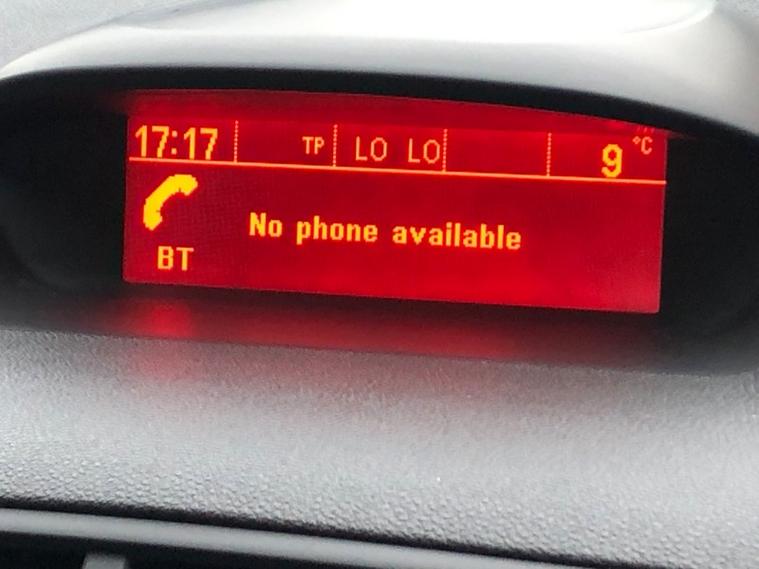 17:17 TP LO LO 9 °C
No phone available
BT